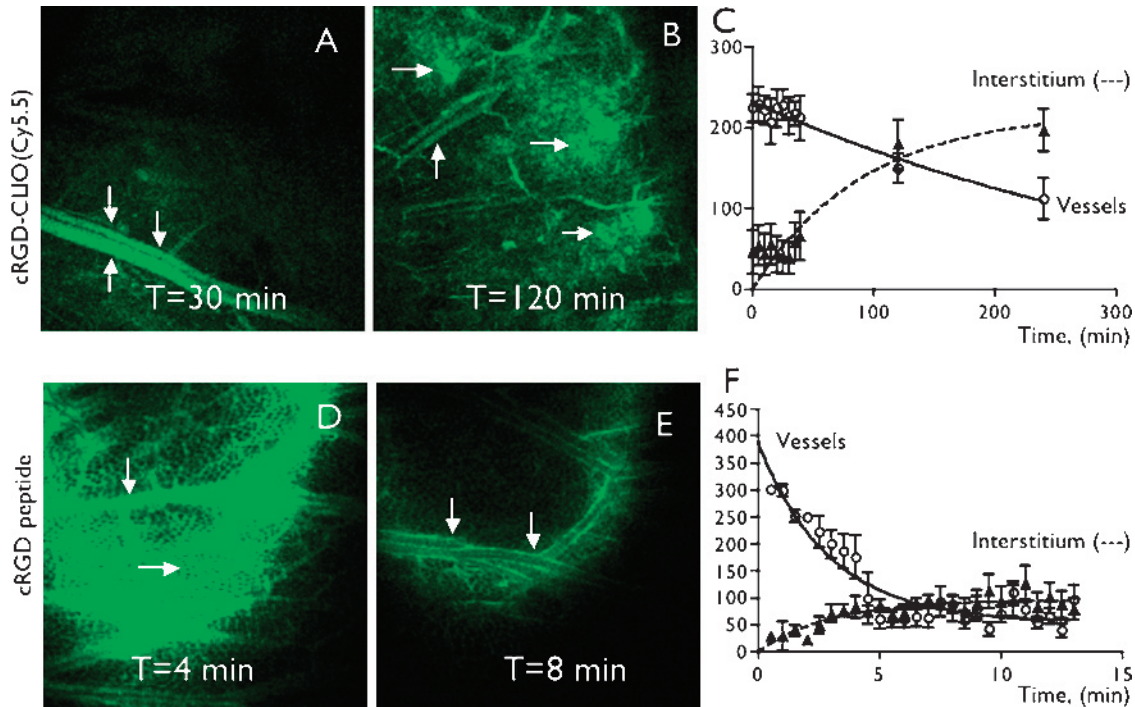 cRGD-CLIO(Cy5.5)
A
T=30 min
B
T=120 min
C
300
200
100
0
Interstitium (---)
Vessels
0 100 200 300
Time, (min)
cRGD peptide
D
T=4 min
E
T=8 min
F
450
400
350
300
250
200
150
100
50
0
Vessels
Interstitium (---)
0 5 10 15
Time, (min)